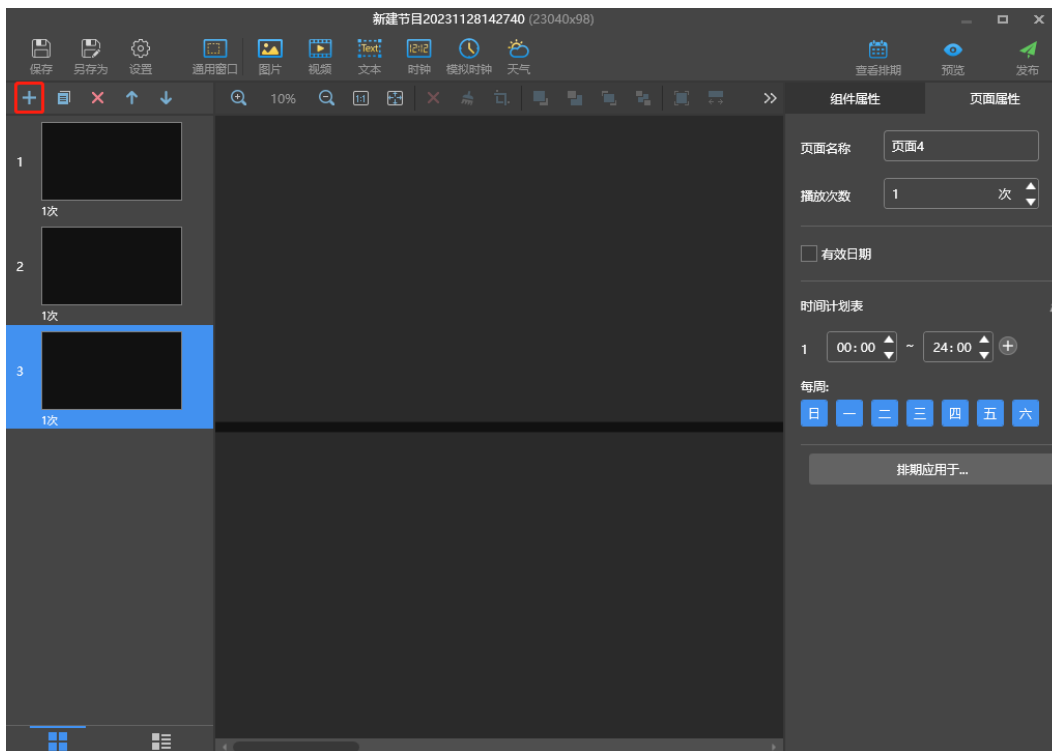 新建节目20231128142740 (23040x98)
保存 另存为 设置 通用窗口 图片 视频 Text 文本 12:12 时钟 模拟时钟 天气 查看排期 预览 发布
10% 1:1 组件属性 页面属性
页面名称 页面4
播放次数 1 次
有效日期
时间计划表
1 00:00 ~ 24:00
每周:
日 一 二 三 四 五 六
排期应用于...
1
1次
2
1次
3
1次